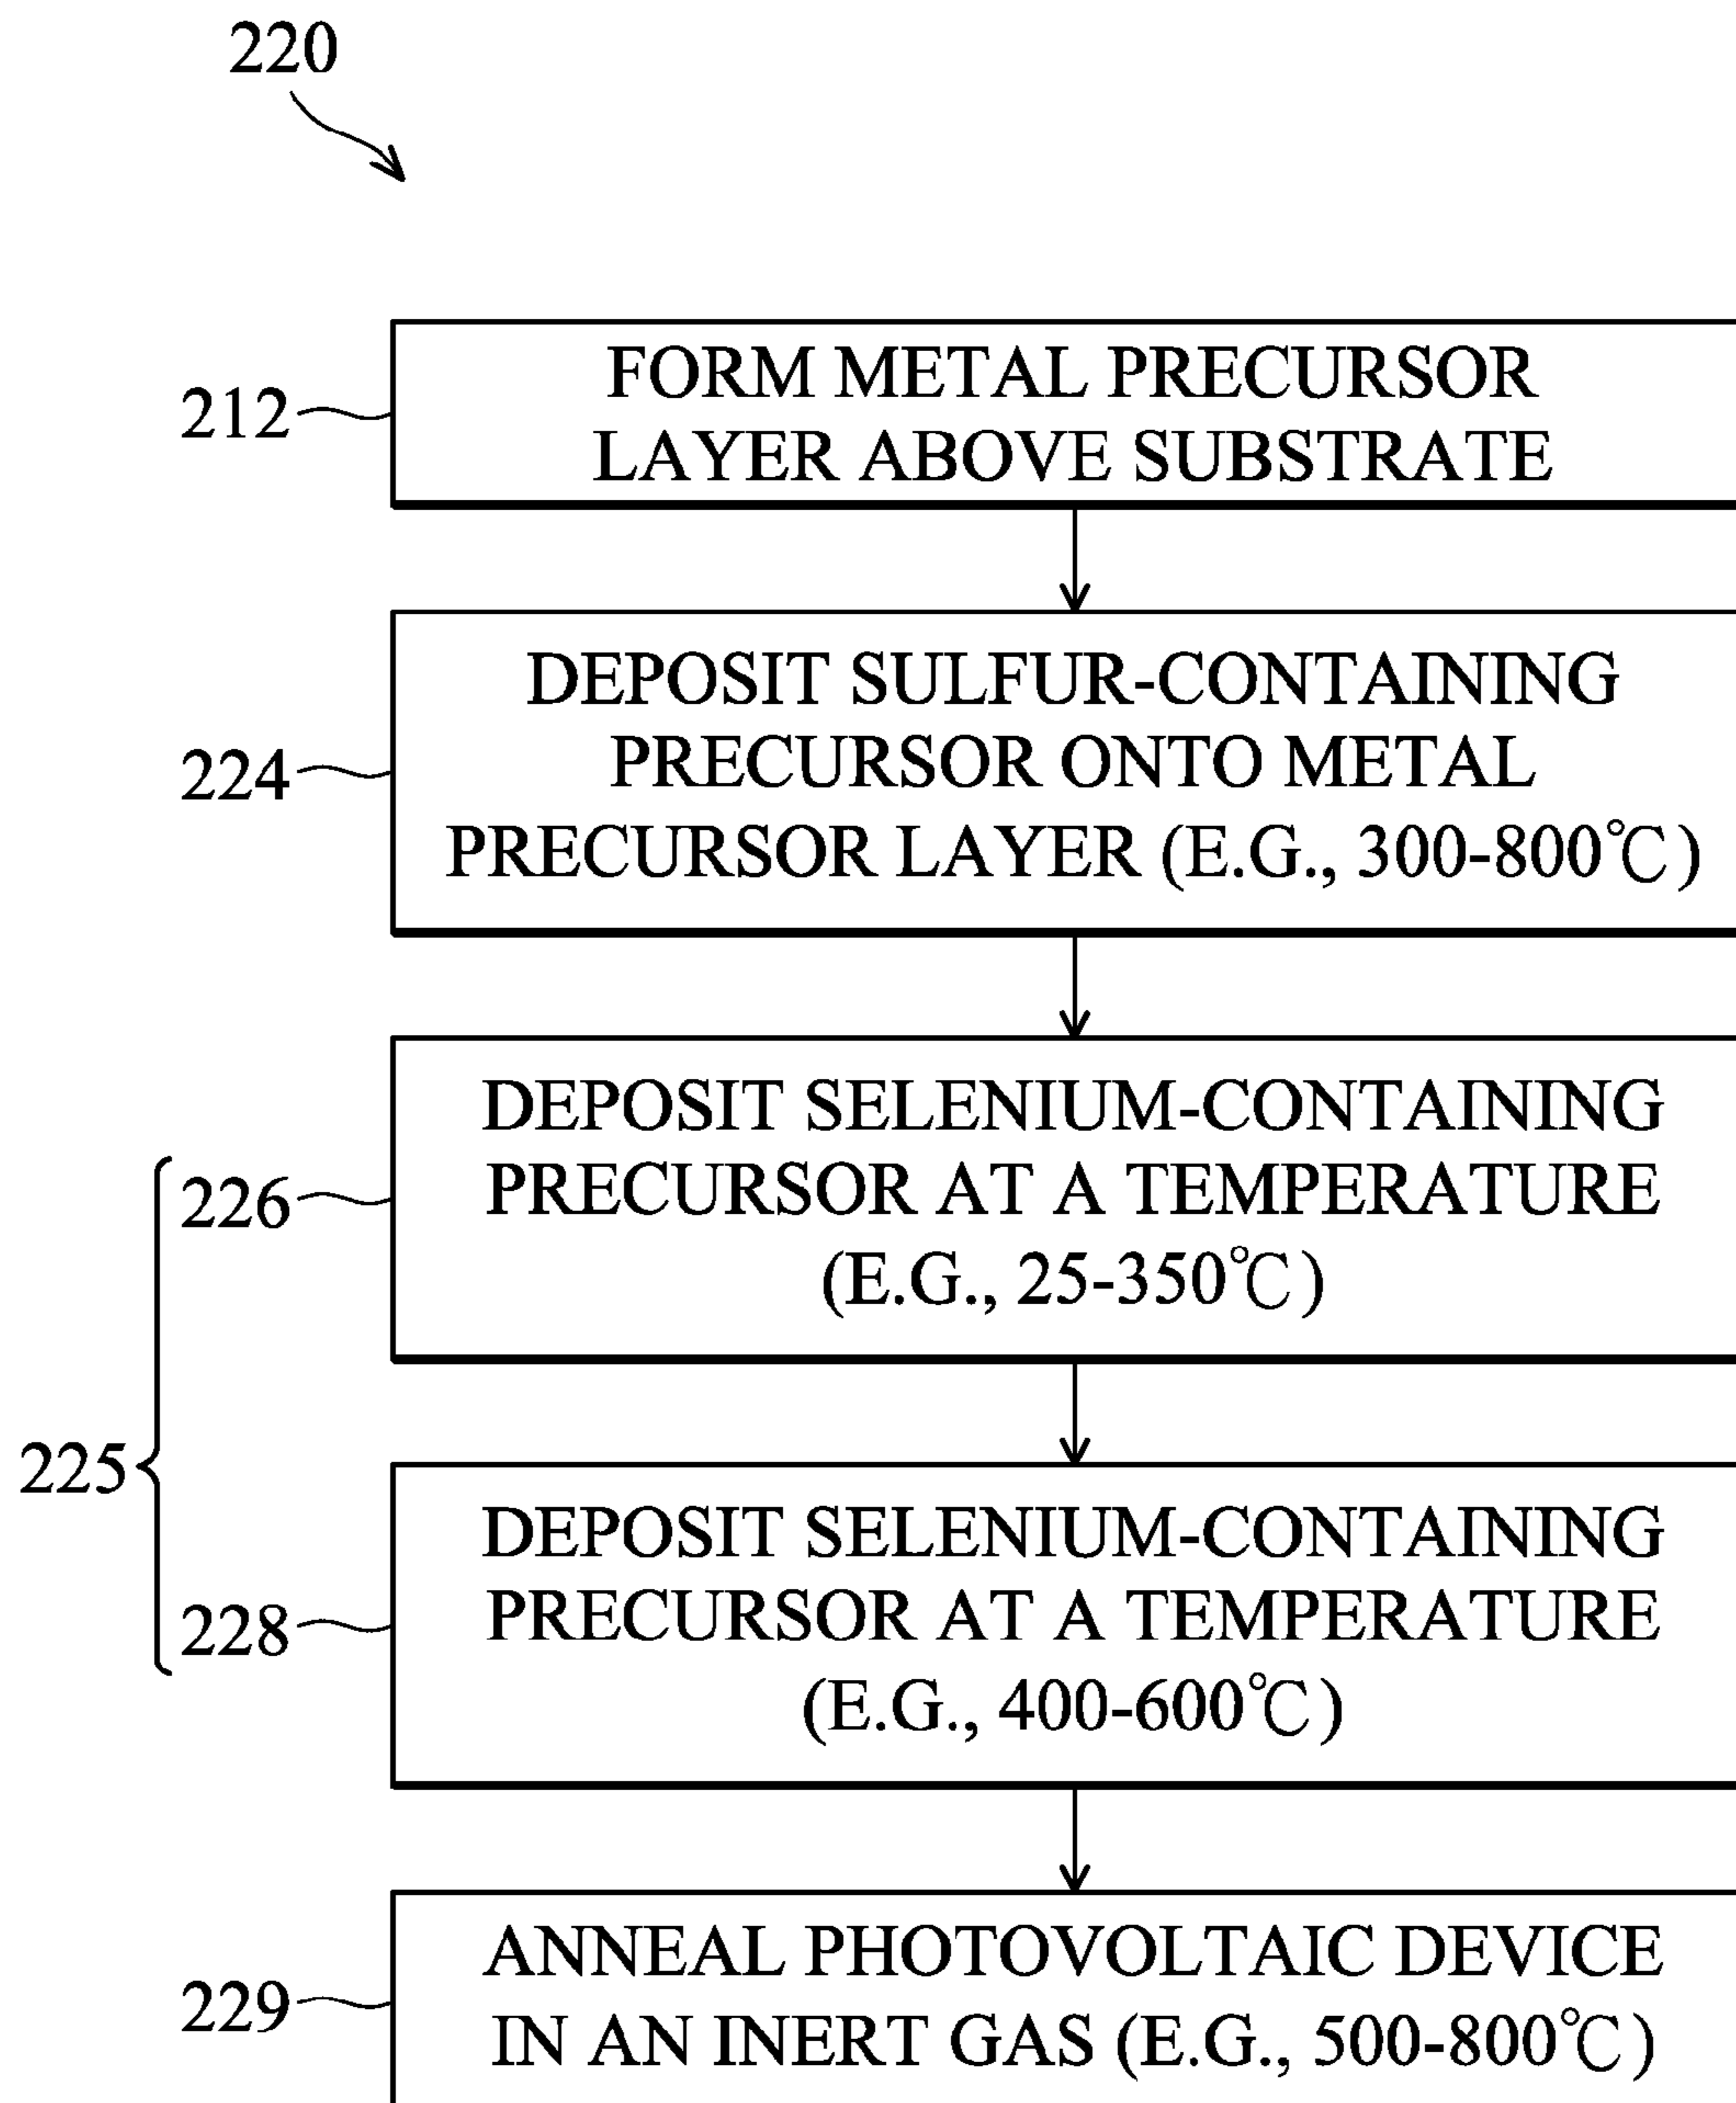 220
212
FORM METAL PRECURSOR
LAYER ABOVE SUBSTRATE
224
DEPOSIT SULFUR-CONTAINING
PRECURSOR ONTO METAL
PRECURSOR LAYER (E.G., 300-800℃)
225
226
DEPOSIT SELENIUM-CONTAINING
PRECURSOR AT A TEMPERATURE
(E.G., 25-350℃)
228
DEPOSIT SELENIUM-CONTAINING
PRECURSOR AT A TEMPERATURE
(E.G., 400-600℃)
229
ANNEAL PHOTOVOLTAIC DEVICE
IN AN INERT GAS (E.G., 500-800℃)